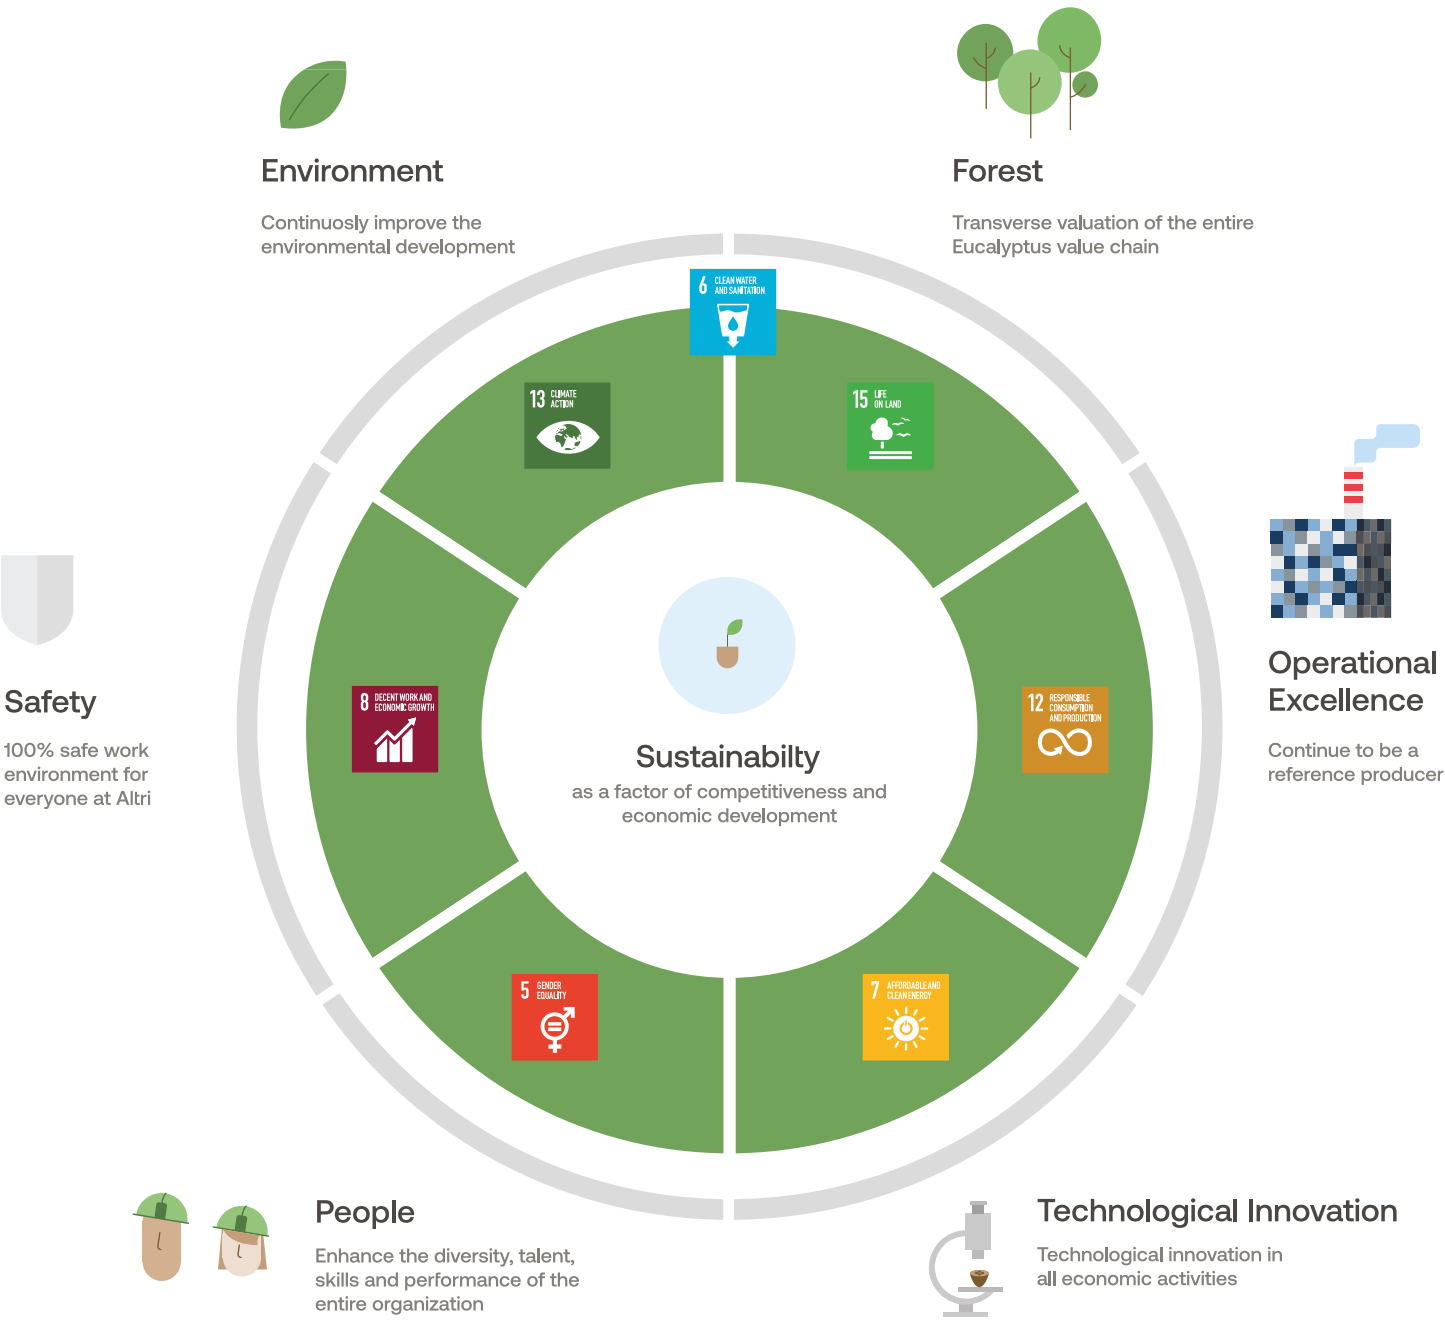 Environment
Continuosly improve the
environmental development
Forest
Transverse valuation of the entire
Eucalyptus value chain
6 CLEAN WATER
AND SANITATION
13 CLIMATE
ACTION
15 LIFE
ON LAND
Safety
100% safe work
environment for
everyone at Altri
8 DECENT WORK AND
ECONOMIC GROWTH
Sustainabilty
as a factor of competitiveness and
economic development
12 RESPONSIBLE
CONSUMPTION
AND PRODUCTION
Operational
Excellence
Continue to be a
reference producer
5 GENDER
EQUALITY
7 AFFORDABLE AND
CLEAN ENERGY
People
Enhance the diversity, talent,
skills and performance of the
entire organization
Technological Innovation
Technological innovation in
all economic activities